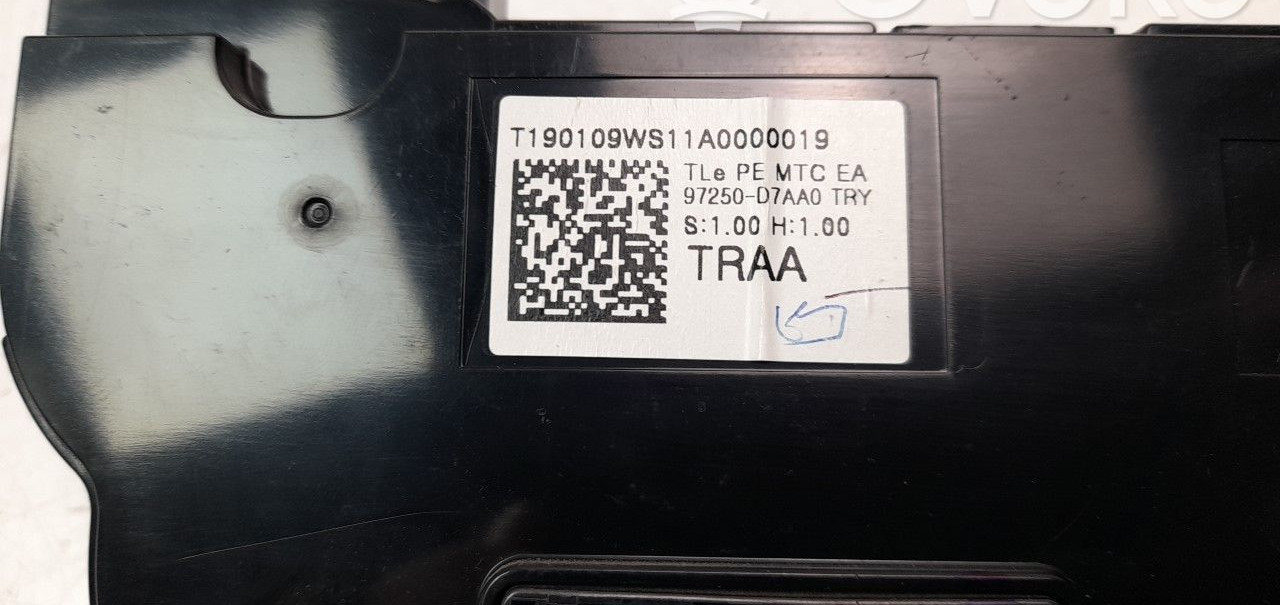 T190109WS11A0000019
TLe PE MTC EA
97250-D7AA0 TRY
S:1.00 H:1.00
TRAA